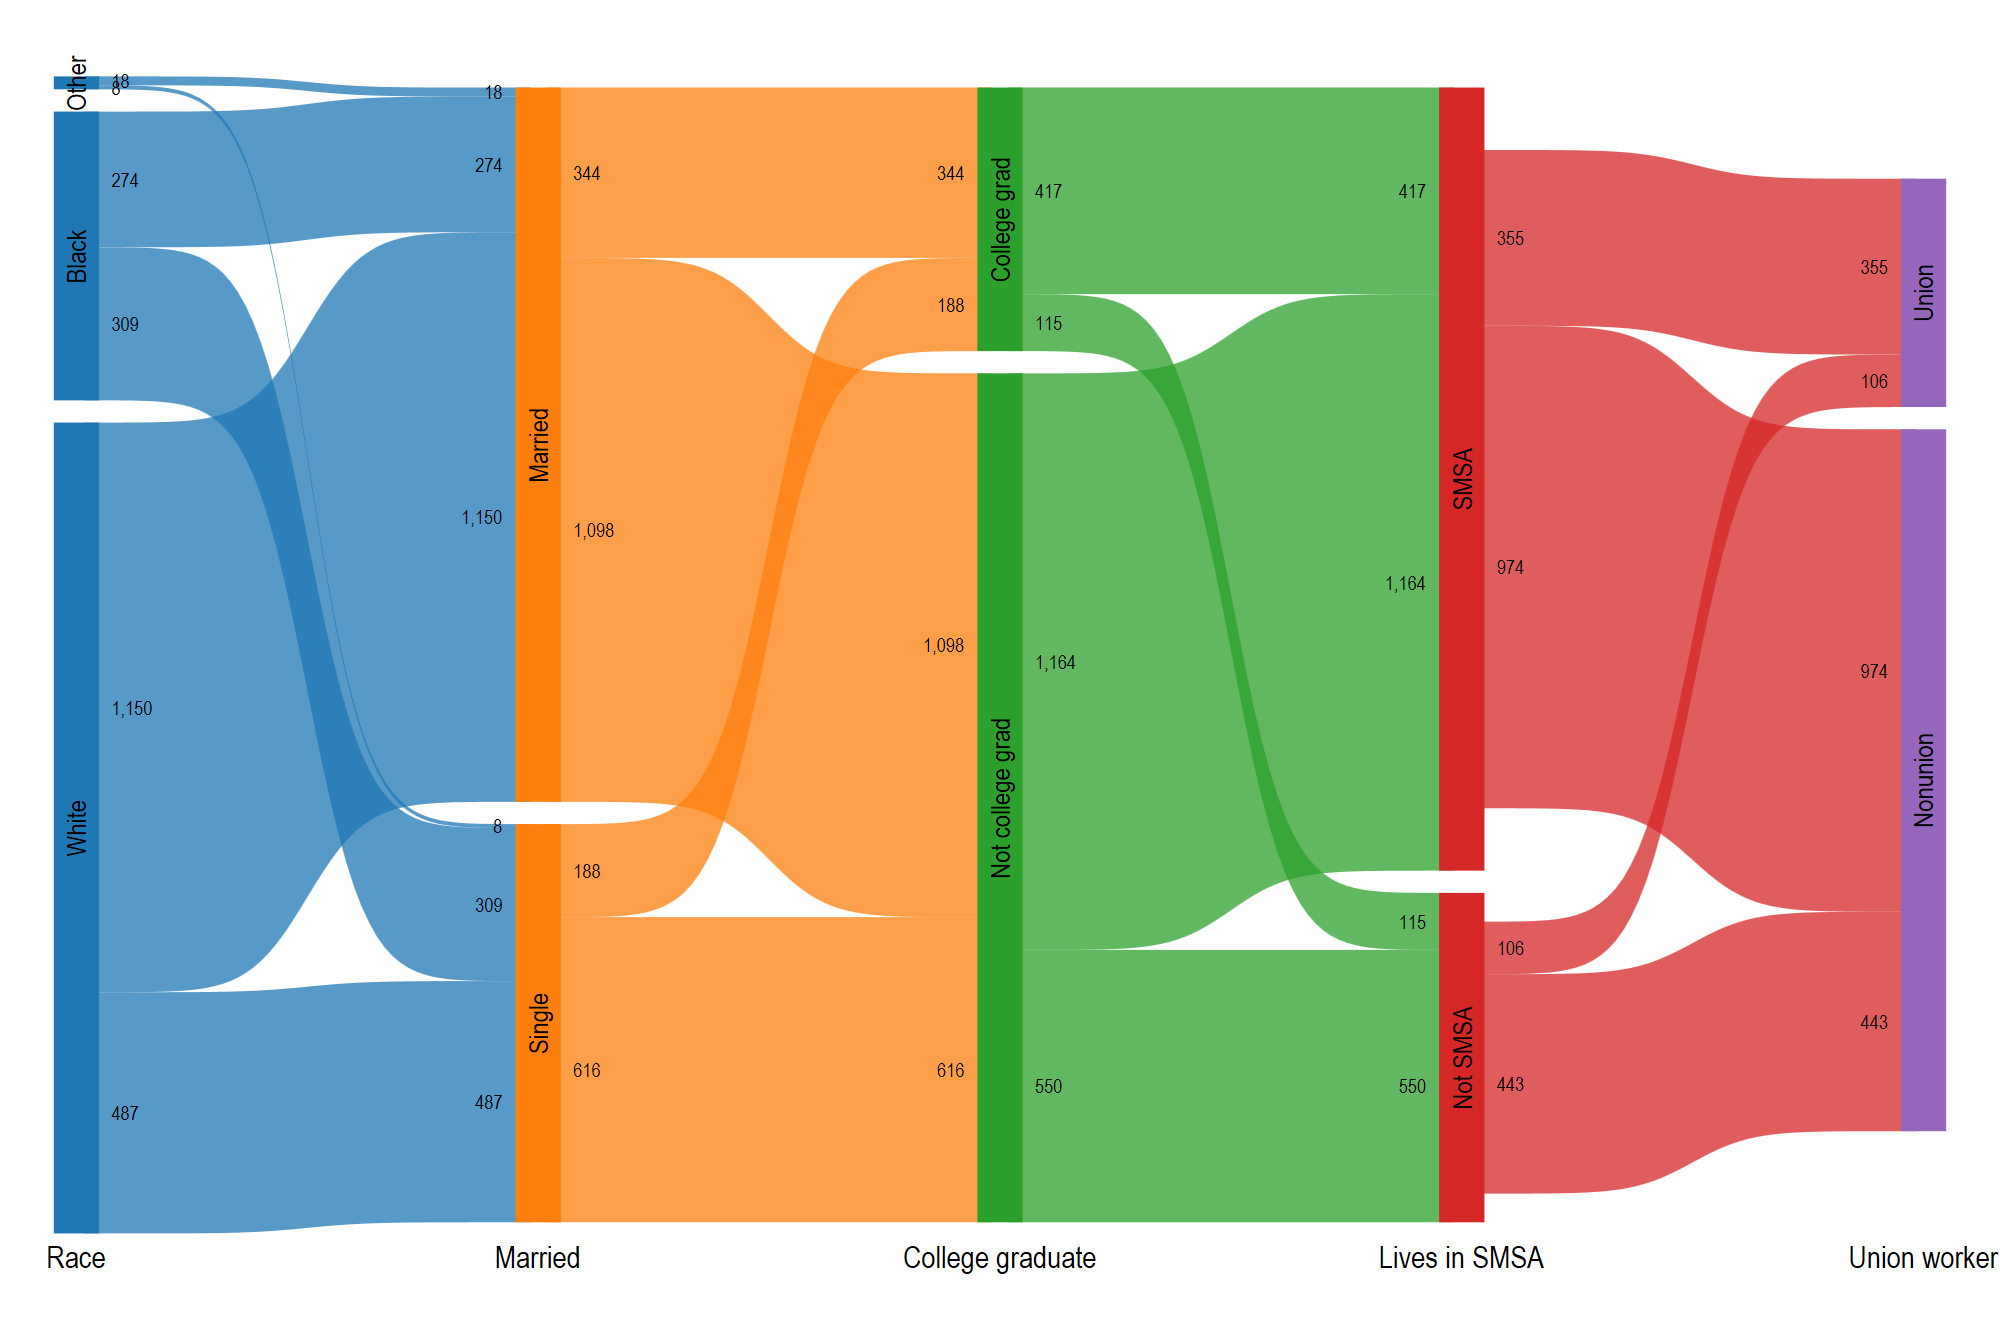 Other
18
8
Black
274
309
White
1,150
487
18
274
1,150
8
309
487
Married
344
1,098
Single
188
616
344
188
1,098
616
College grad
417
115
Not college grad
1,164
550
417
1,164
115
550
SMSA
355
974
Not SMSA
106
443
355
106
974
443
Union
Nonunion
Race
Married
College graduate
Lives in SMSA
Union worker